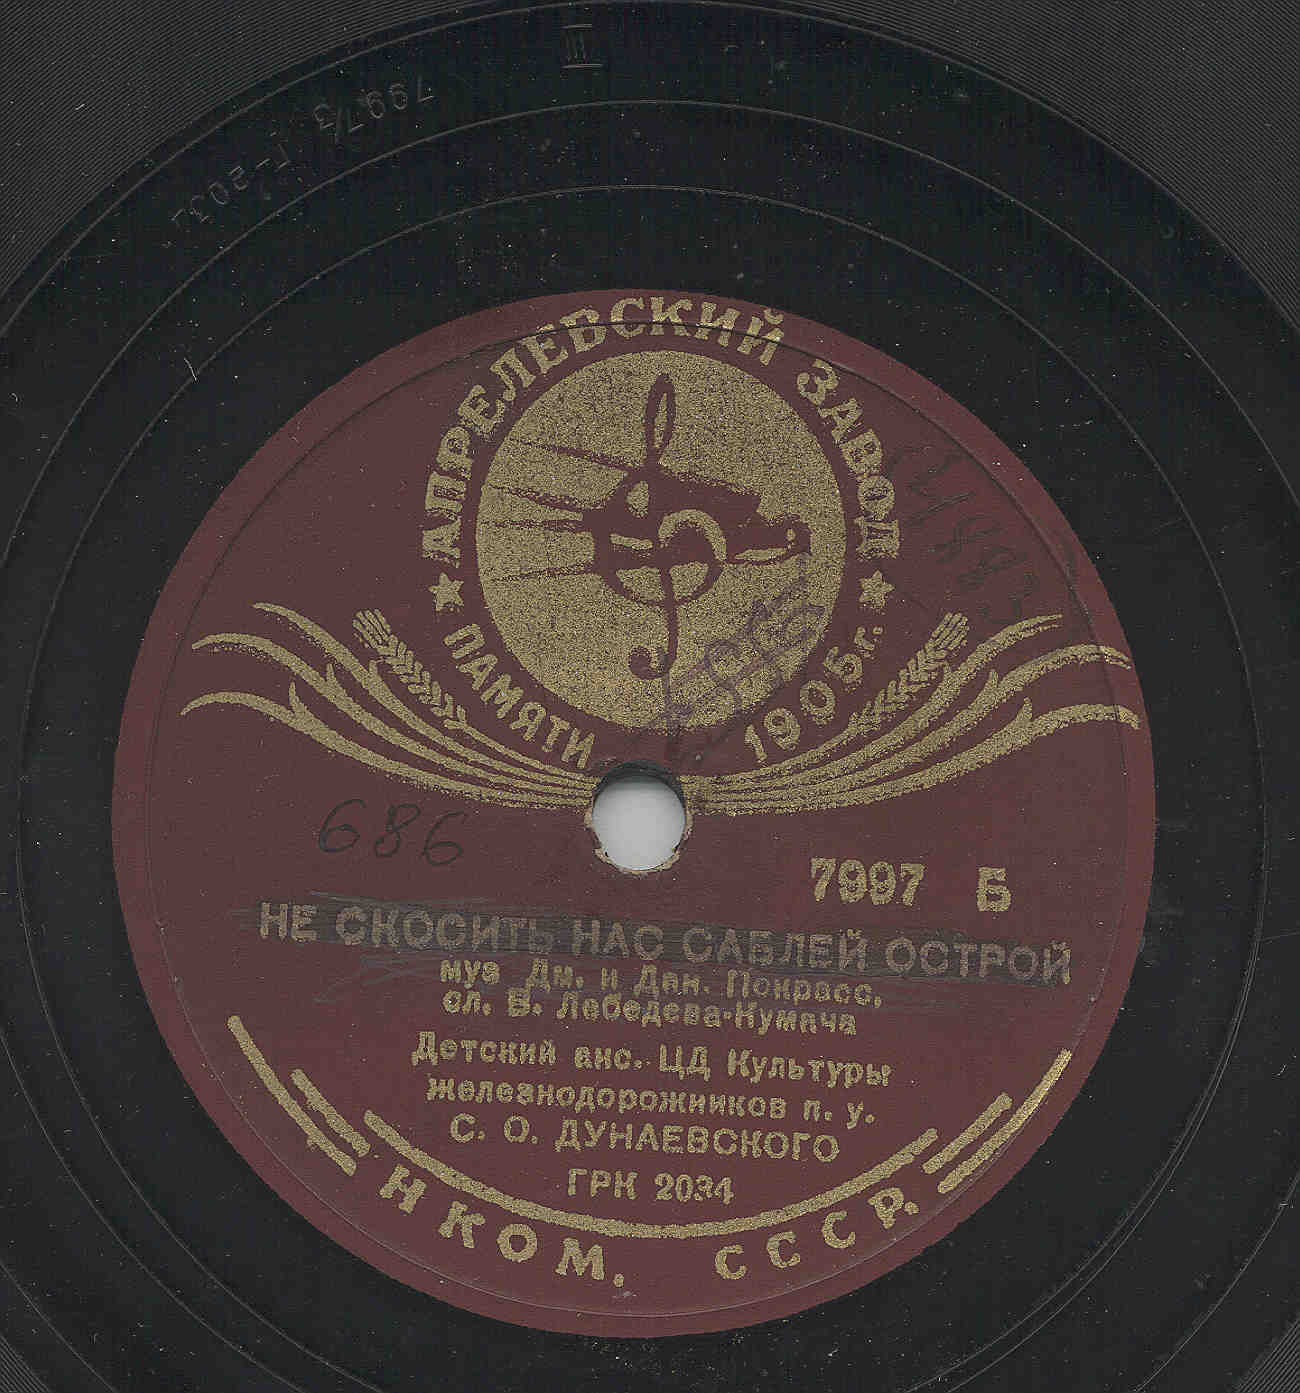 III
АПРЕЛЕВСКИЙ ЗАВОД
ПАМЯТИ 1905 г.
686
7997 Б
НЕ СКОСИТЬ НАС САБЛЕЙ ОСТРОЙ
муз Дм. и Дан. Покрасс.
сл. В. Лебедева-Кумача
Детский анс. ЦД Культуры
железнодорожников п. у.
С. О. ДУНАЕВСКОГО
ГРК 2034
НКОМ. СССР.